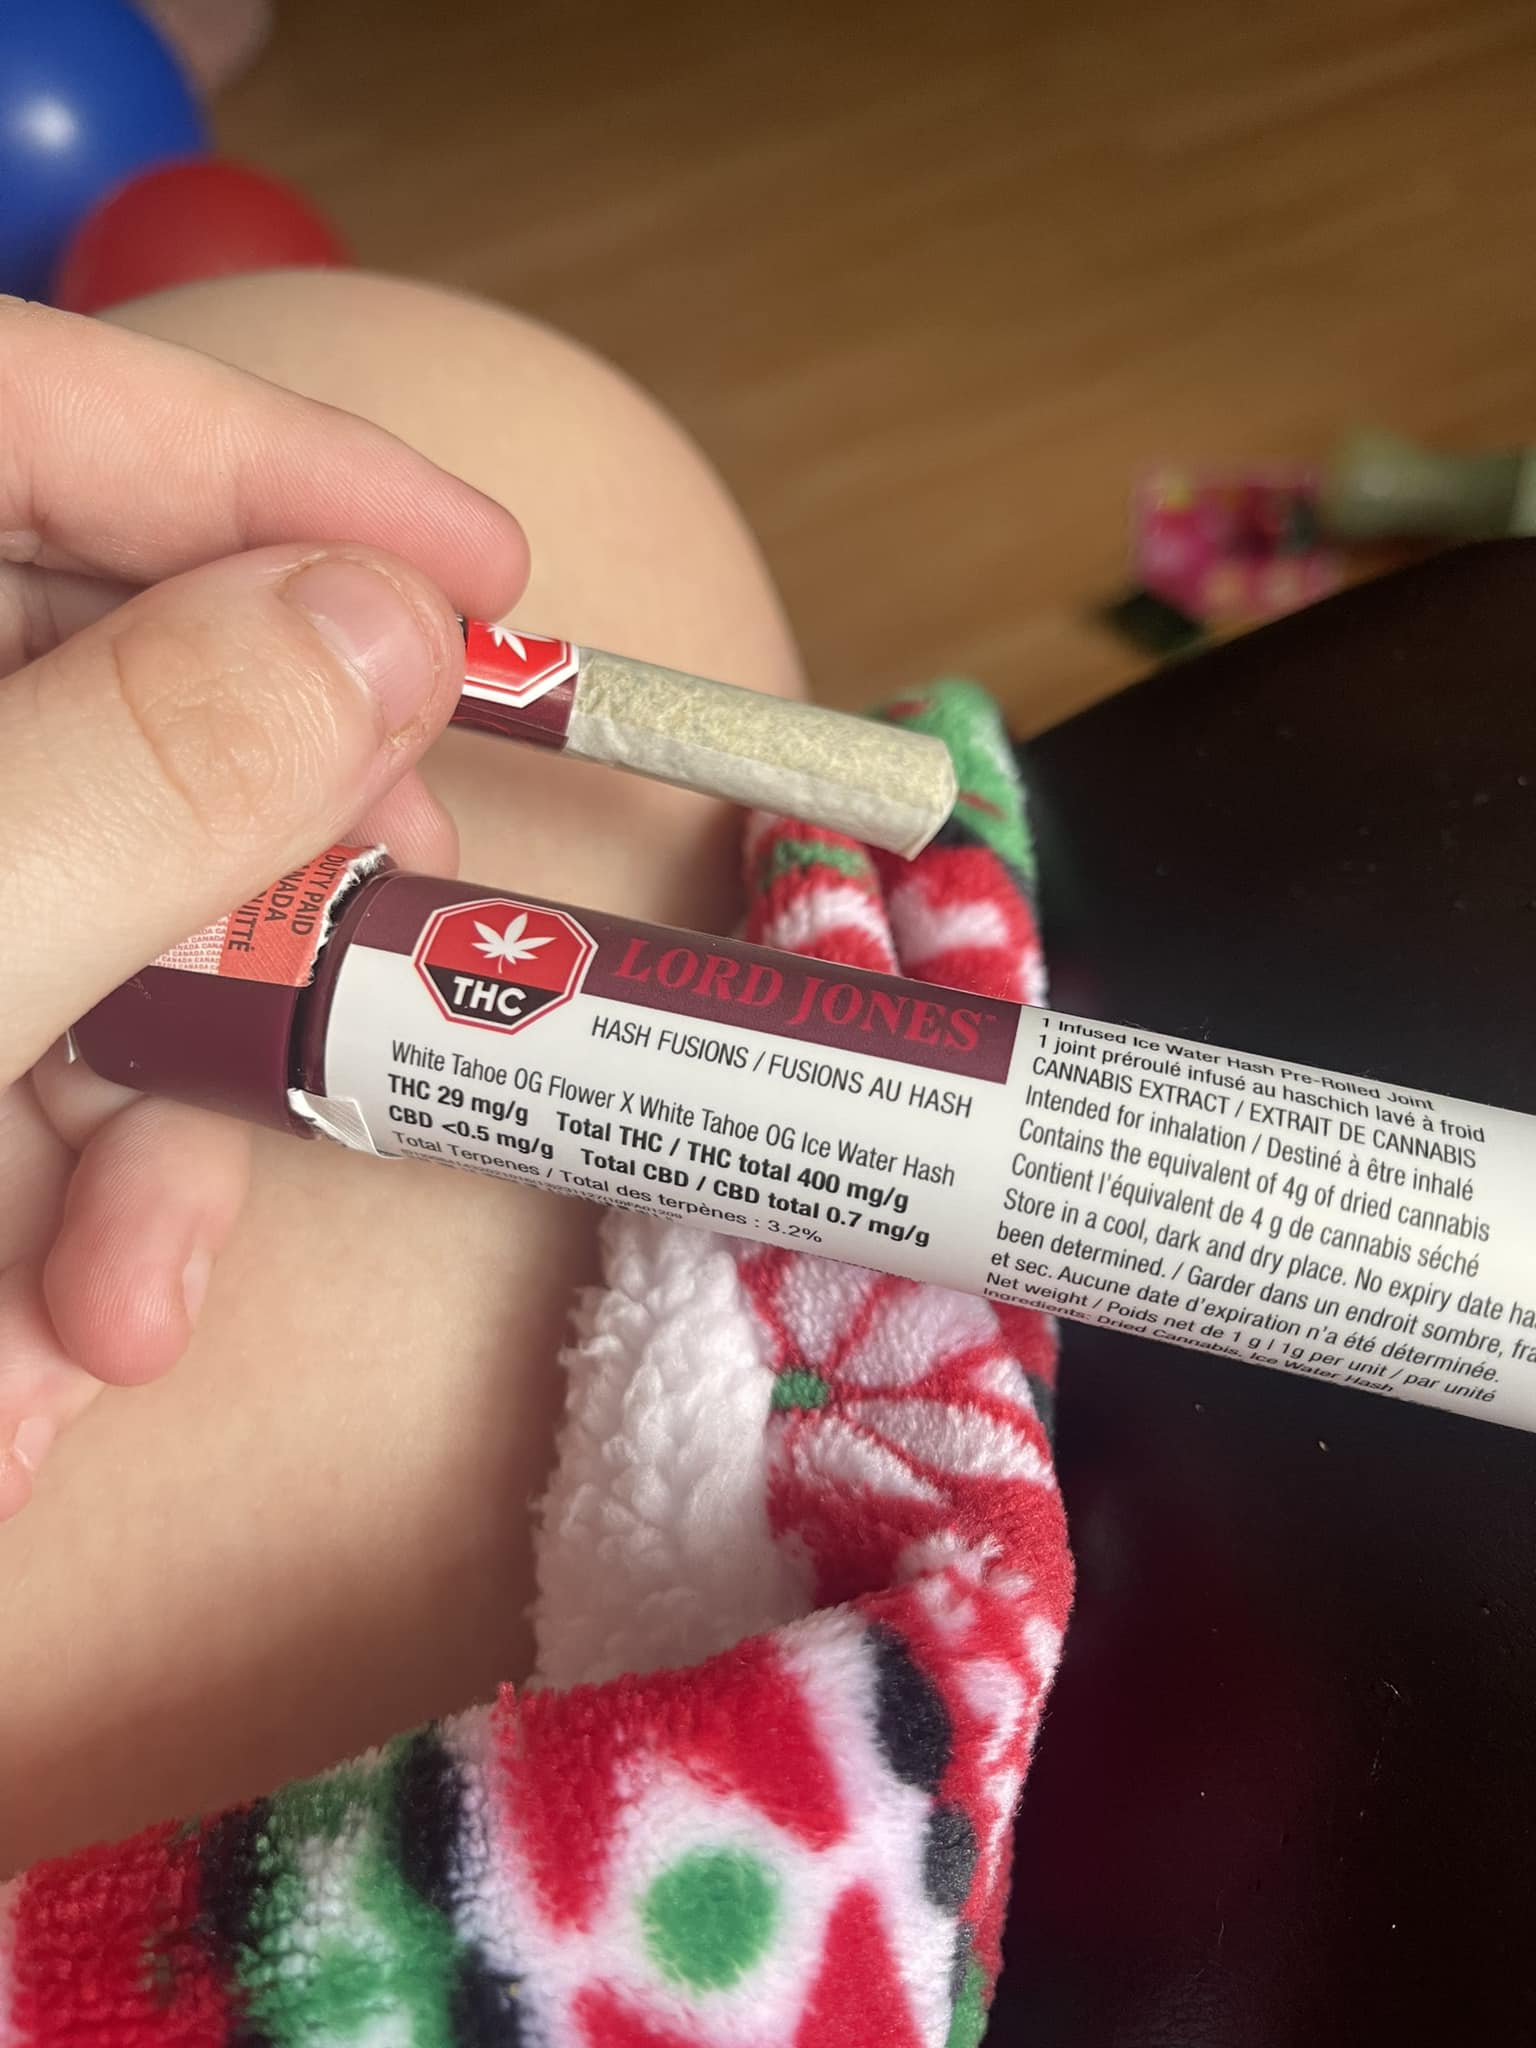 DUTY PAID
CANADA
THC
LORD JONES™
HASH FUSIONS / FUSIONS AU HASH
White Tahoe OG Flower X White Tahoe OG Ice Water Hash
THC 29 mg/g Total THC / THC total 400 mg/g
CBD <0.5 mg/g Total CBD / CBD total 0.7 mg/g
Total Terpenes / Total des terpènes : 3.2%
1 Infused Ice Water Hash Pre-Rolled Joint
1 joint préroulé infusé au haschich lavé à froid
CANNABIS EXTRACT / EXTRAIT DE CANNABIS
Intended for inhalation / Destiné à être inhalé
Contains the equivalent of 4g of dried cannabis
Contient l'équivalent de 4 g de cannabis séché
Store in a cool, dark and dry place. No expiry date ha
been determined. / Garder dans un endroit sombre, fra
et sec. Aucune date d'expiration n'a été déterminée.
Net weight / Poids net de 1 g | 1g per unit / par unité
Ingredients: Dried Cannabis, Ice Water Hash